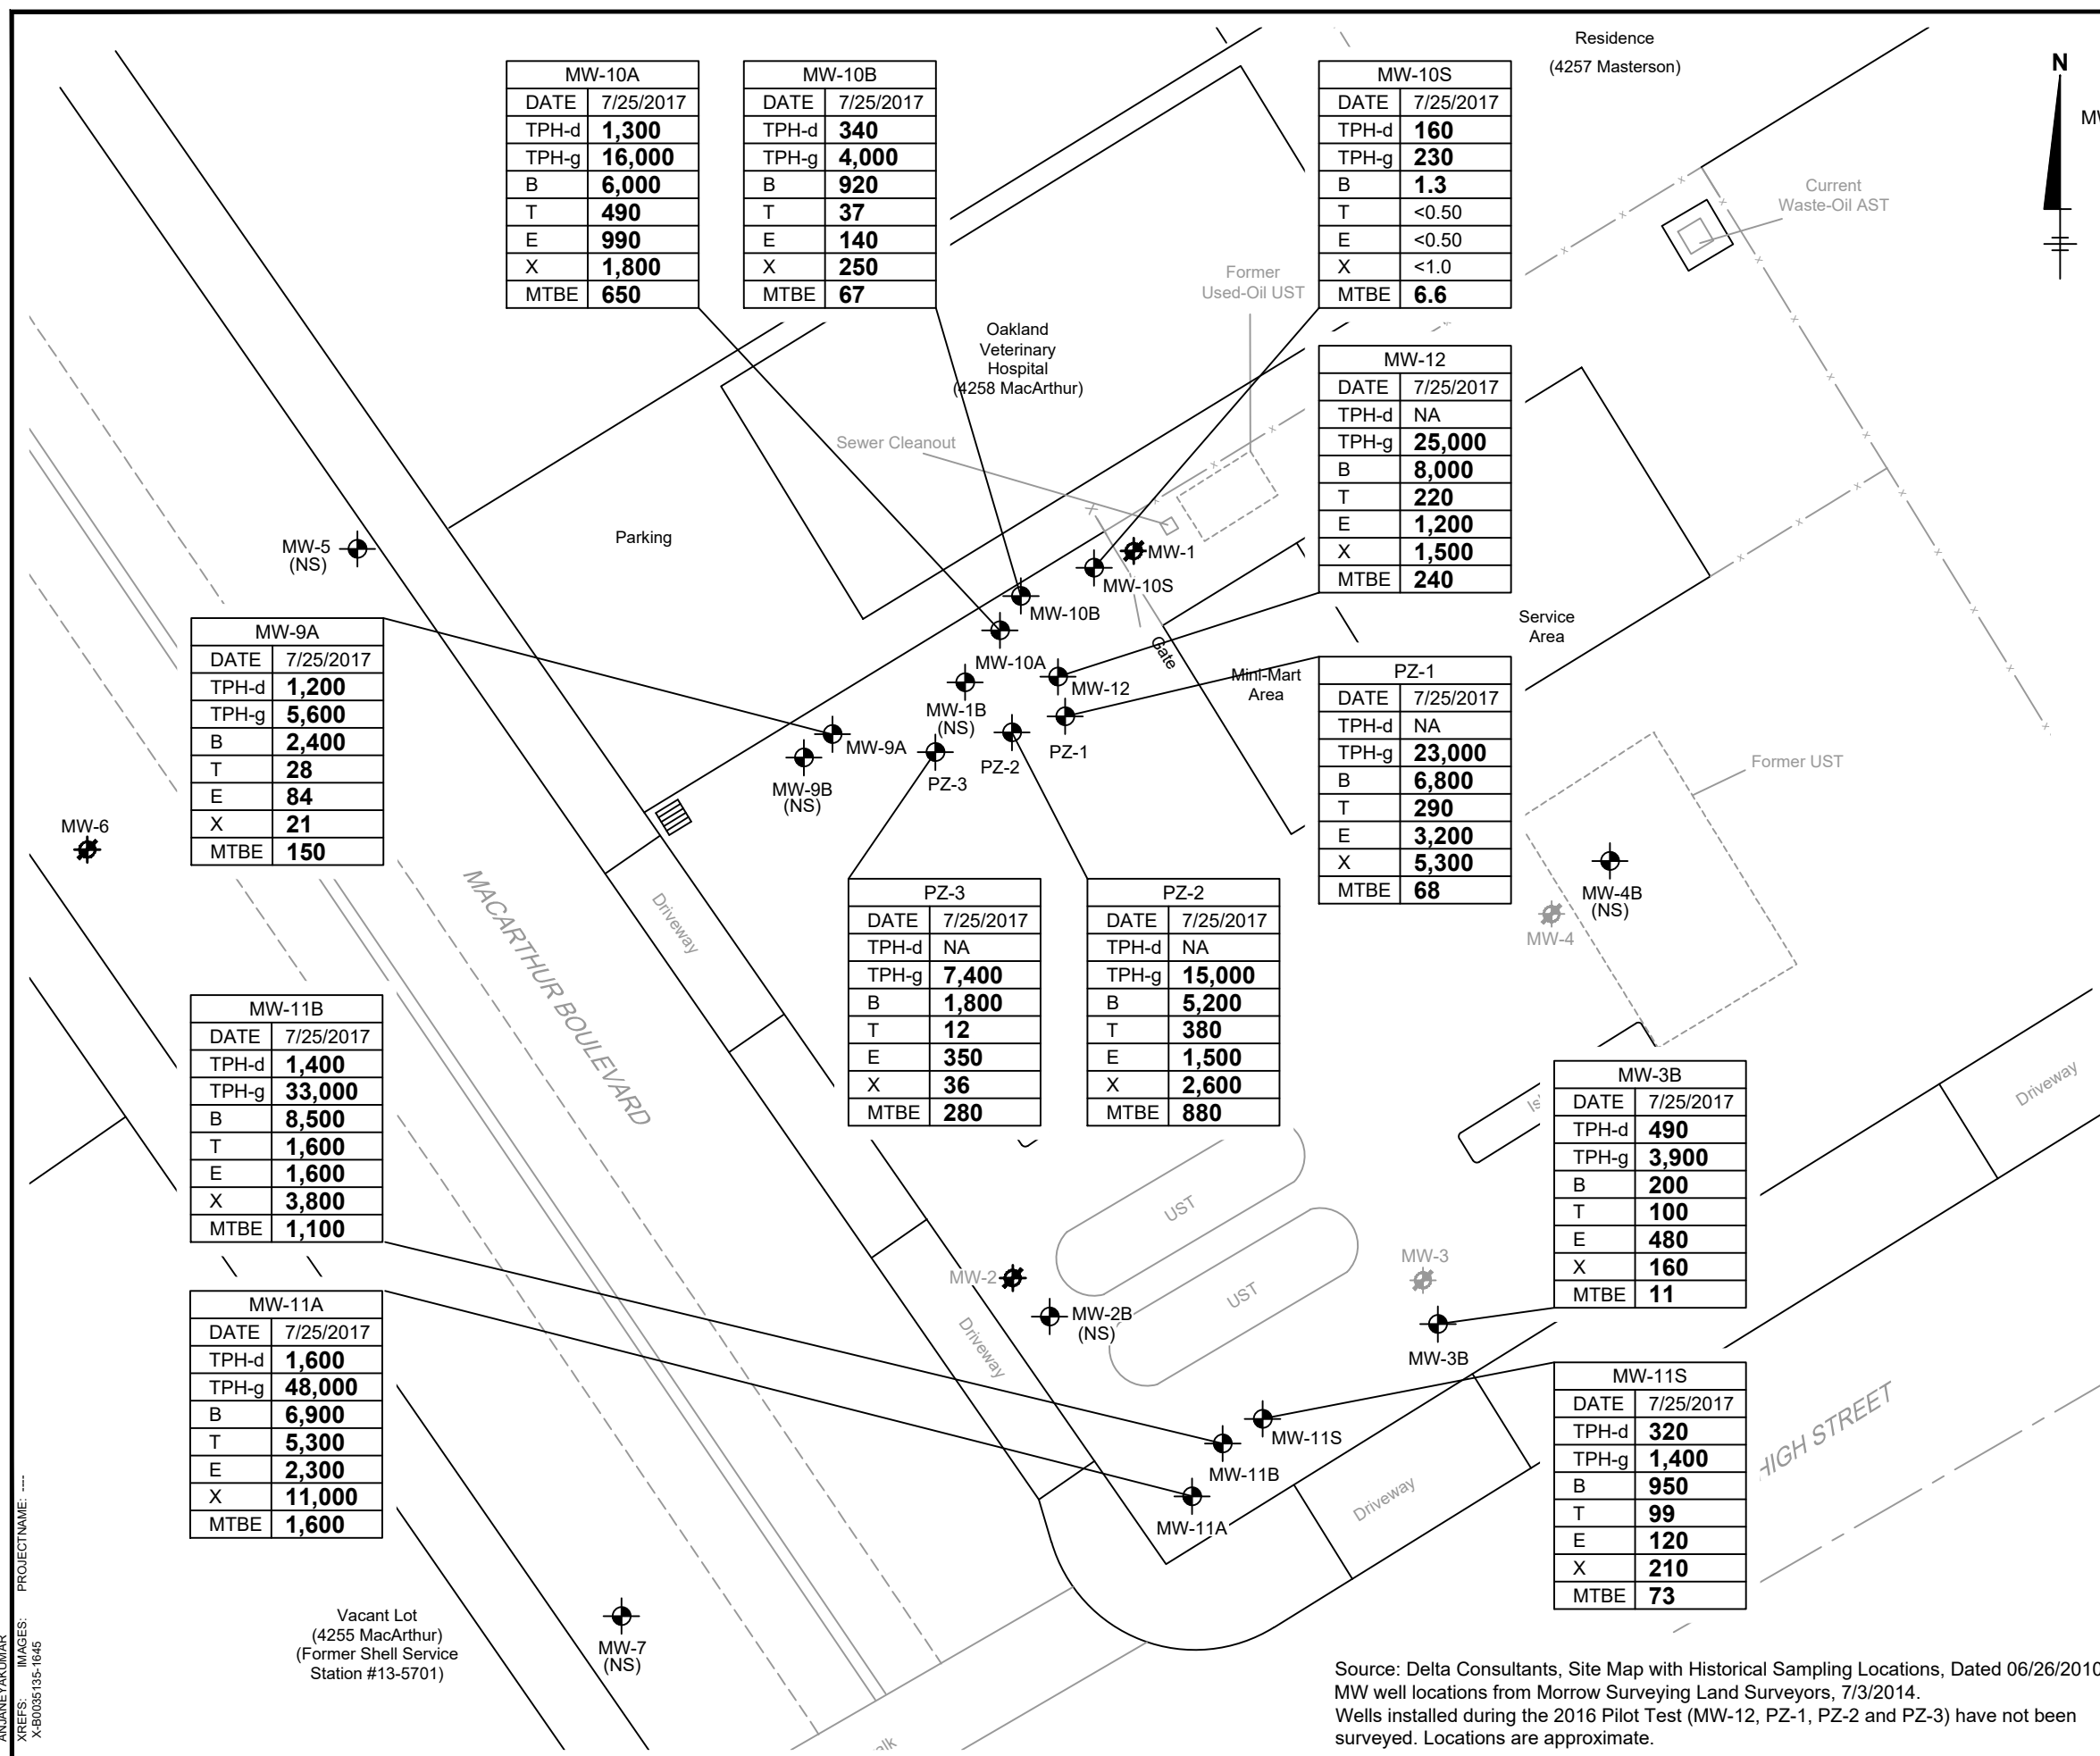 Residence
(4257 Masterson)
N
MW-10A
DATE 7/25/2017
TPH-d 1,300
TPH-g 16,000
B 6,000
T 490
E 990
X 1,800
MTBE 650
MW-10B
DATE 7/25/2017
TPH-d 340
TPH-g 4,000
B 920
T 37
E 140
X 250
MTBE 67
MW-10S
DATE 7/25/2017
TPH-d 160
TPH-g 230
B 1.3
T <0.50
E <0.50
X <1.0
MTBE 6.6
Current
Waste-Oil AST
Former
Used-Oil UST
Oakland
Veterinary
Hospital
(4258 MacArthur)
Sewer Cleanout
MW-12
DATE 7/25/2017
TPH-d NA
TPH-g 25,000
B 8,000
T 220
E 1,200
X 1,500
MTBE 240
Parking
MW-5
(NS)
MW-1
MW-10S
MW-10B
MW-10A
Gate
Service
Area
Mini-Mart
Area
MW-12
MW-1B
(NS)
MW-9A
MW-9B
(NS)
PZ-3
PZ-2
PZ-1
MW-9A
DATE 7/25/2017
TPH-d 1,200
TPH-g 5,600
B 2,400
T 28
E 84
X 21
MTBE 150
PZ-1
DATE 7/25/2017
TPH-d NA
TPH-g 23,000
B 6,800
T 290
E 3,200
X 5,300
MTBE 68
Former UST
MW-6
MW-4B
(NS)
MW-4
MACARTHUR BOULEVARD
Driveway
PZ-3
DATE 7/25/2017
TPH-d NA
TPH-g 7,400
B 1,800
T 12
E 350
X 36
MTBE 280
PZ-2
DATE 7/25/2017
TPH-d NA
TPH-g 15,000
B 5,200
T 380
E 1,500
X 2,600
MTBE 880
MW-11B
DATE 7/25/2017
TPH-d 1,400
TPH-g 33,000
B 8,500
T 1,600
E 1,600
X 3,800
MTBE 1,100
MW-3B
DATE 7/25/2017
TPH-d 490
TPH-g 3,900
B 200
T 100
E 480
X 160
MTBE 11
Driveway
UST
UST
MW-2
MW-2B
(NS)
MW-3
MW-3B
Driveway
MW-11A
DATE 7/25/2017
TPH-d 1,600
TPH-g 48,000
B 6,900
T 5,300
E 2,300
X 11,000
MTBE 1,600
MW-11S
DATE 7/25/2017
TPH-d 320
TPH-g 1,400
B 950
T 99
E 120
X 210
MTBE 73
MW-11S
MW-11B
MW-11A
Driveway
HIGH STREET
Vacant Lot
(4255 MacArthur)
(Former Shell Service
Station #13-5701)
MW-7
(NS)
ANJANEYAKUMAR
XREFS: IMAGES: PROJECTNAME: ----
X-B0035135-1645
Source: Delta Consultants, Site Map with Historical Sampling Locations, Dated 06/26/2010
MW well locations from Morrow Surveying Land Surveyors, 7/3/2014.
Wells installed during the 2016 Pilot Test (MW-12, PZ-1, PZ-2 and PZ-3) have not been
surveyed. Locations are approximate.